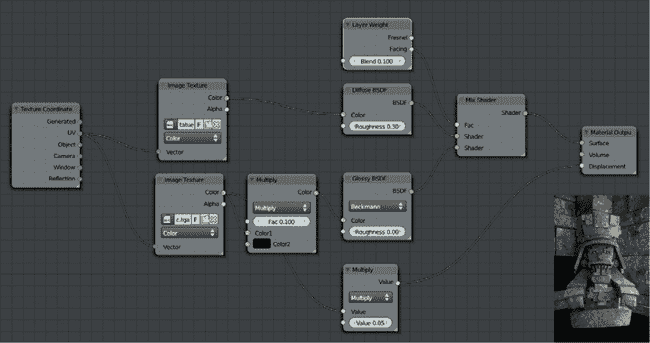 Texture Coordinate
Generated
UV
Object
Camera
Window
Reflection
Image Texture
Color
Alpha
F
Color
Vector
Image Texture
Color
Alpha
F
Color
Vector
Multiply
Color
Multiply
Fac 0.100
Color1
Color2
Layer Weight
Fresnel
Facing
Blend 0.100
Diffuse BSDF
BSDF
Color
Roughness 0.30
Glossy BSDF
BSDF
Beckmann
Color
Roughness 0.00
Multiply
Value
Multiply
Value
Value 0.05
Mix Shader
Shader
Fac
Shader
Shader
Material Outpu
Surface
Volume
Displacement